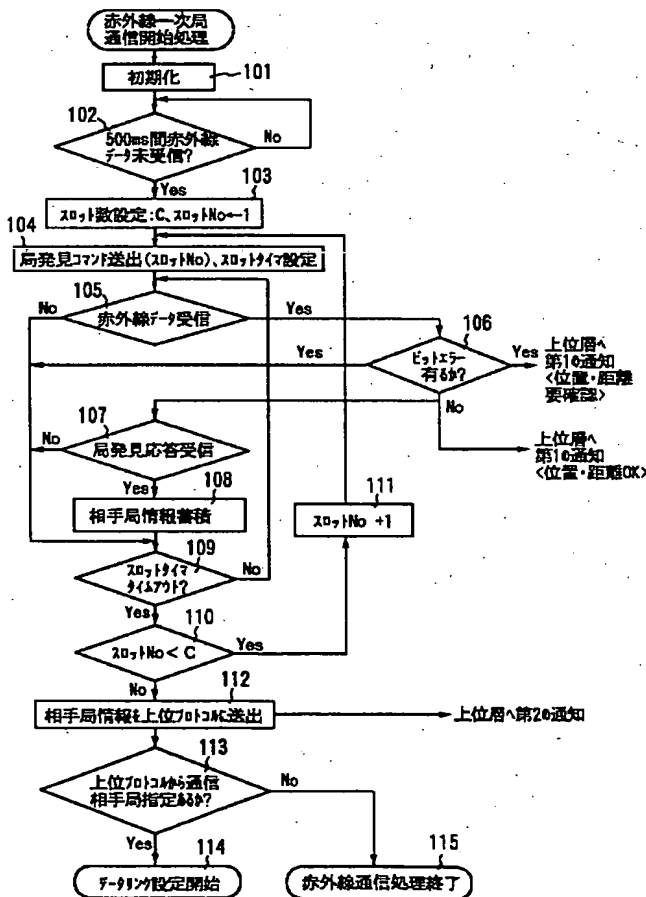 赤外線一次局
通信開始処理
初期化
101
102
500ms間赤外線
データ未受信?
No
Yes
103
スロット数設定:C、スロットNo←1
104
局発見コマンド送出(スロットNo)、スロットタイマ設定
105
No
赤外線データ受信
Yes
106
Yes
ビットエラー
有るか?
Yes
上位層へ
第1の通知
<位置・距離
要確認>
No
上位層へ
第1の通知
<位置・距離OK>
107
No
局発見応答受信
Yes
108
相手局情報蓄積
111
スロットNo +1
109
スロットタイマ
タイムアウト?
No
Yes
110
スロットNo < C
Yes
No
112
相手局情報を上位プロトコルに送出
上位層へ第2の通知
113
上位プロトコルから通信
相手局指定あるか?
No
Yes
114
データリンク設定開始
115
赤外線通信処理終了